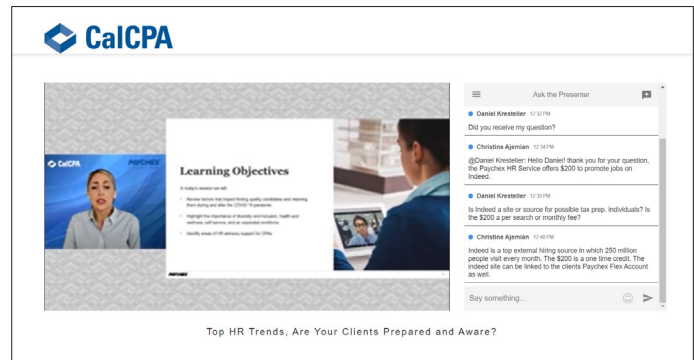 CalCPA
CalCPA
PAYCHEX
Learning Objectives
In today's session we will:
• Review factors that impact finding quality candidates and retaining
them during and after the COVID-19 pandemic
• Highlight the importance of diversity and inclusion, health and
wellness, self-service, and an expanded workforce
• Identify areas of HR advisory support for CPAs
PAYCHEX
Ask the Presenter
Daniel Kresteller 12:32 PM
Did you receive my question?
Christine Ajemian 12:34 PM
@Daniel Kresteller: Hello Daniel! thank you for your question,
the Paychex HR Service offers $200 to promote jobs on
Indeed.
Daniel Kresteller 12:35 PM
Is Indeed a site or source for possible tax prep. individuals? Is
the $200 a per search or monthly fee?
Christine Ajemian 12:48 PM
Indeed is a top external hiring source in which 250 million
people visit every month. The $200 is a one time credit. The
indeed site can be linked to the clients Paychex Flex Account
as well.
Say something...
Top HR Trends, Are Your Clients Prepared and Aware?